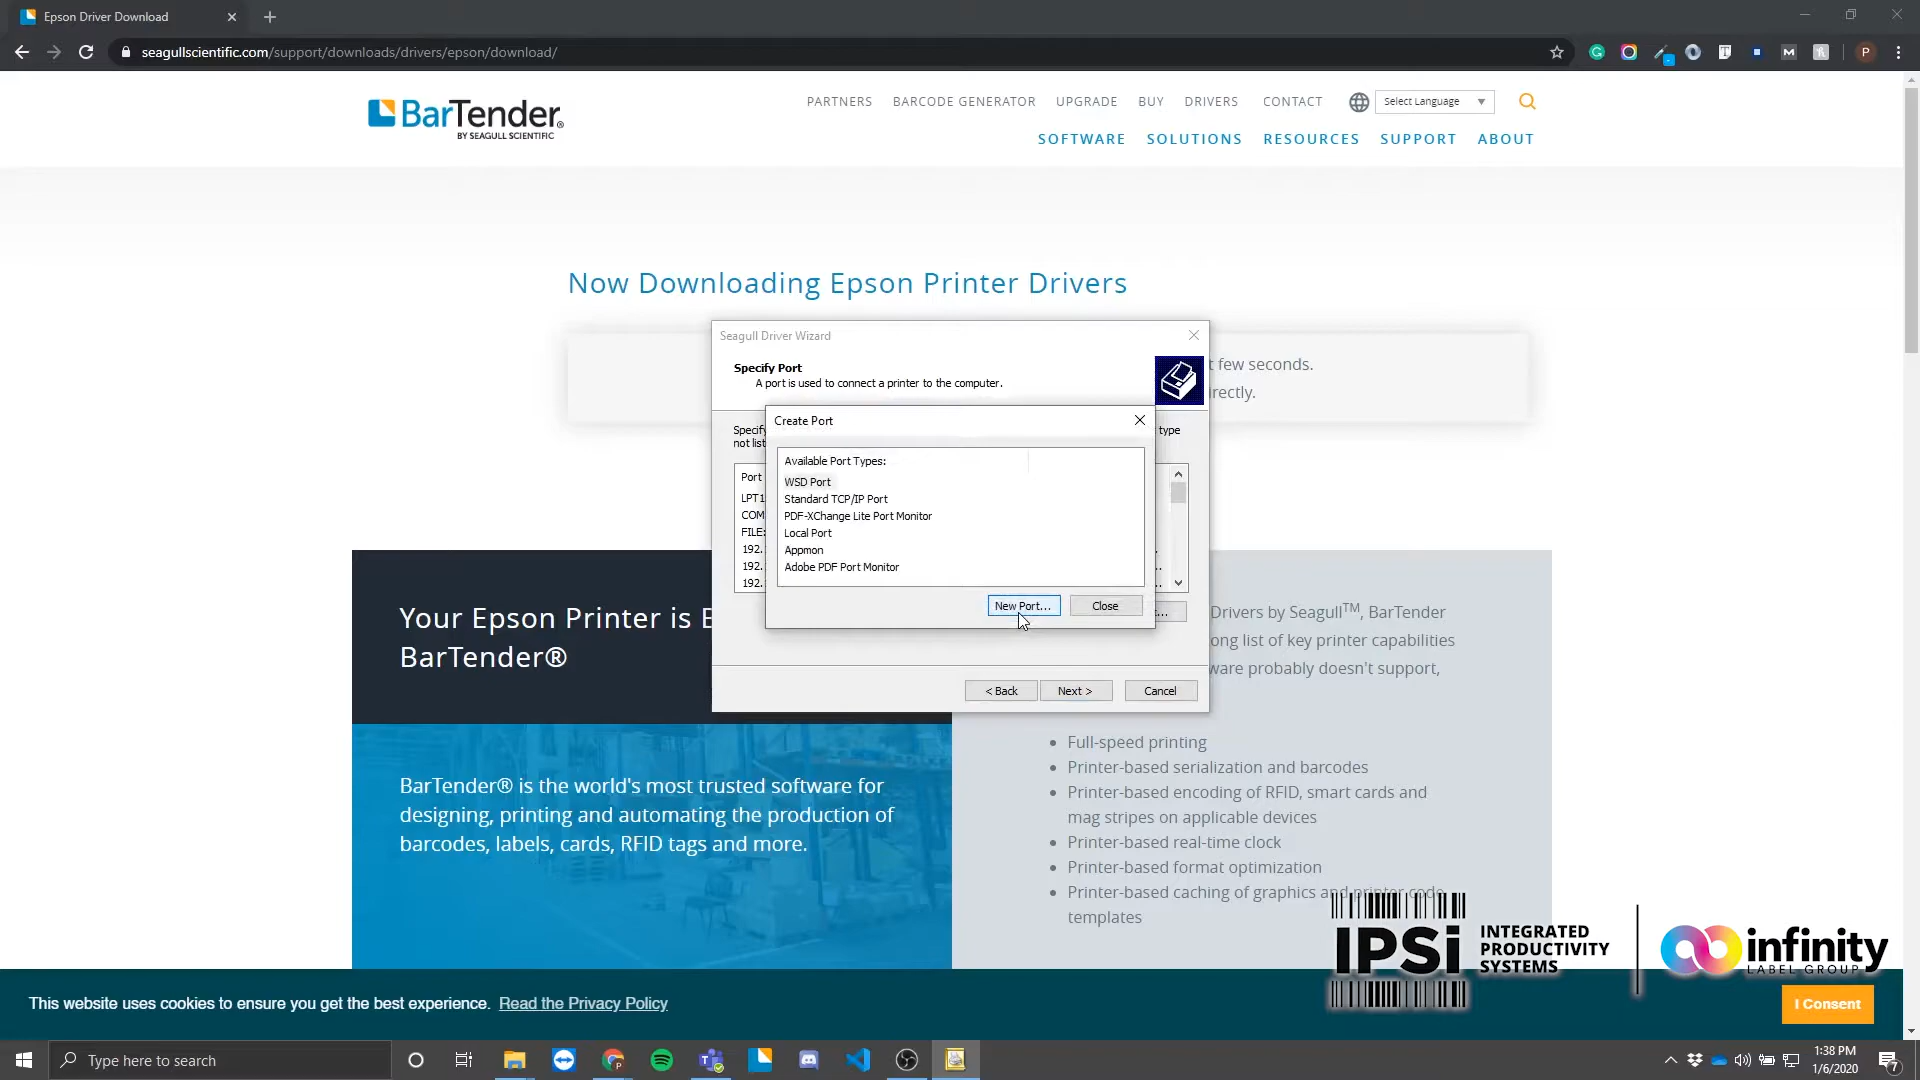 Epson Driver Download
seagullscientific.com/support/downloads/drivers/epson/download/
P
BarTender®
BY SEAGULL SCIENTIFIC
PARTNERS BARCODE GENERATOR UPGRADE BUY DRIVERS CONTACT Select Language
SOFTWARE SOLUTIONS RESOURCES SUPPORT ABOUT
Now Downloading Epson Printer Drivers
t few seconds.
irectly.
Seagull Driver Wizard
Specify Port
A port is used to connect a printer to the computer.
Specify
type
not list
Port
LPT1
COM
FILE:
192.
192.
192.
Create Port
Available Port Types:
WSD Port
Standard TCP/IP Port
PDF-XChange Lite Port Monitor
Local Port
Appmon
Adobe PDF Port Monitor
New Port... Close
< Back Next > Cancel
Your Epson Printer is B
BarTender®
BarTender® is the world's most trusted software for
designing, printing and automating the production of
barcodes, labels, cards, RFID tags and more.
Drivers by Seagull™, BarTender
ong list of key printer capabilities
ware probably doesn't support,
• Full-speed printing
• Printer-based serialization and barcodes
• Printer-based encoding of RFID, smart cards and
mag stripes on applicable devices
• Printer-based real-time clock
• Printer-based format optimization
• Printer-based caching of graphics and printer code
templates
IPSi
INTEGRATED
PRODUCTIVITY
SYSTEMS
infinity
LABEL GROUP
This website uses cookies to ensure you get the best experience. Read the Privacy Policy
I Consent
Type here to search
1:38 PM
1/6/2020
7